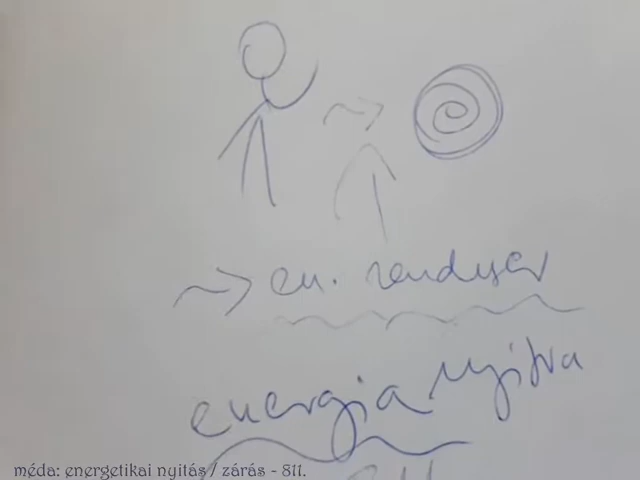 → en. rendszer
energia nyitva
méda: energetikai nyitás / zárás - 811.